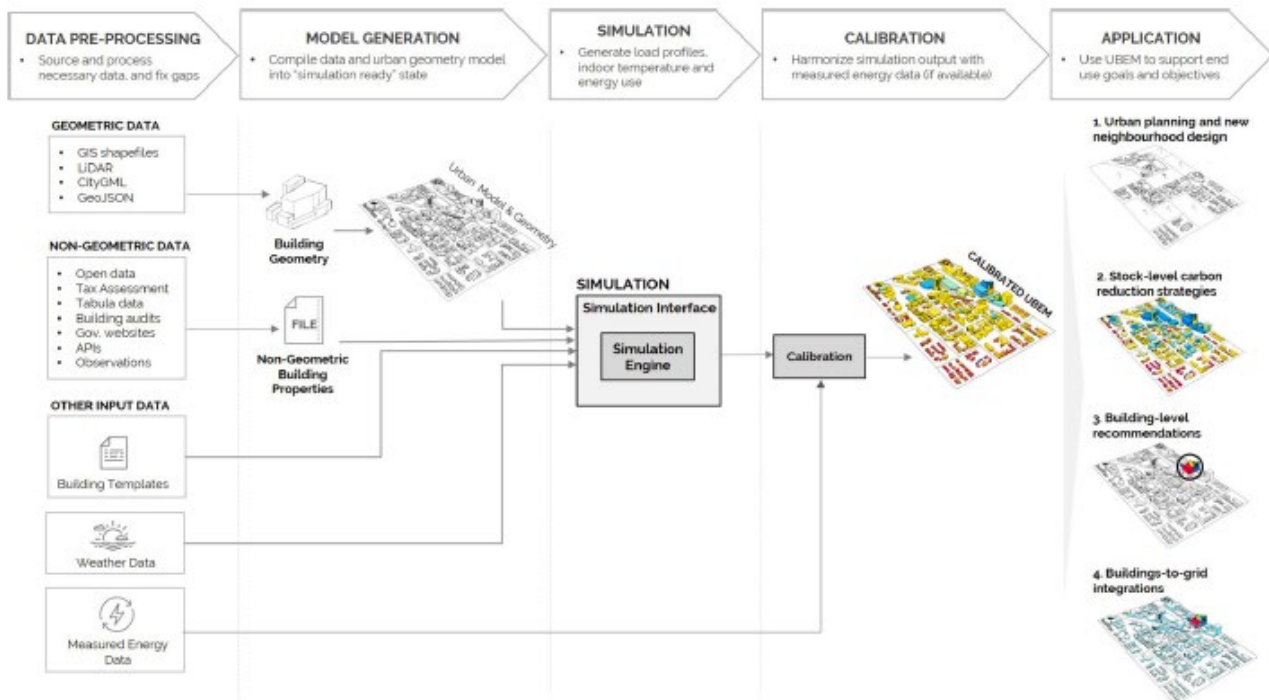 DATA PRE-PROCESSING
• Source and process
necessary data, and fix gaps
MODEL GENERATION
• Compile data and urban geometry model
into "simulation ready" state
SIMULATION
• Generate load profiles,
indoor temperature and
energy use
CALIBRATION
• Harmonize simulation output with
measured energy data (if available)
APPLICATION
• Use UBEM to support end
use goals and objectives
GEOMETRIC DATA
• GIS shapefiles
• LiDAR
• CityGML
• GeoJSON
NON-GEOMETRIC DATA
• Open data
• Tax Assessment
• Tabula data
• Building audits
• Gov. websites
• APIs
• Observations
OTHER INPUT DATA
Building Templates
Weather Data
Measured Energy
Data
Building
Geometry
Urban Model & Geometry
FILE
Non-Geometric
Building
Properties
SIMULATION
Simulation Interface
Simulation
Engine
Calibration
CALIBRATED UBEM
1. Urban planning and new
neighbourhood design
2. Stock-level carbon
reduction strategies
3. Building-level
recommendations
4. Buildings-to-grid
integrations